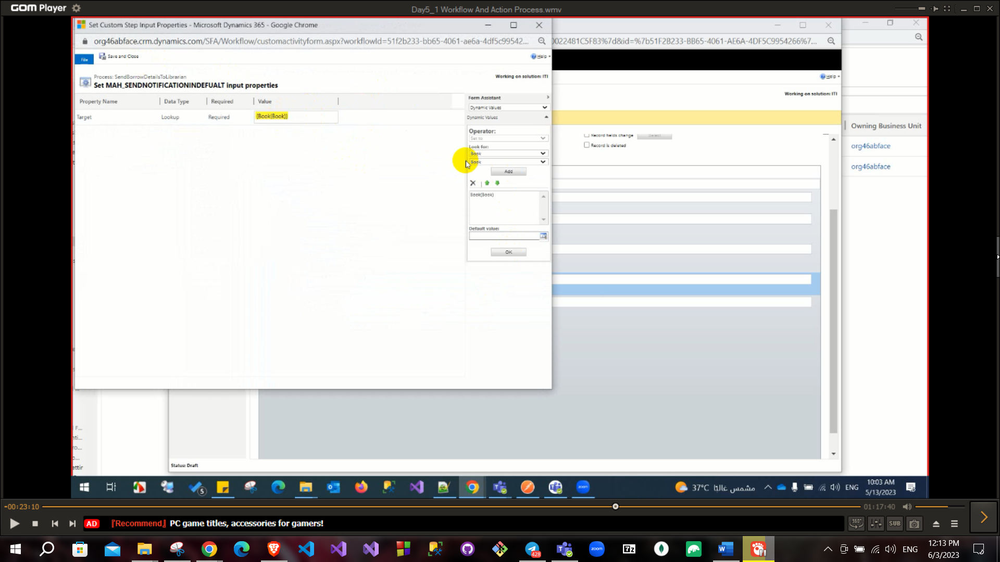 GOM Player
Day5_1 Workflow And Action Process.wmv
Set Custom Step Input Properties - Microsoft Dynamics 365 - Google Chrome
org46abface.crm.dynamics.com/SFA/Workflow/customactivityform.aspx?workflowId=51f2b233-bb65-4061-ae6a-4df5c99542...
0022481C5F83%7d&id=%7b51F2B233-BB65-4061-AE6A-4DF5C9954266%7...
File
Save and Close
Help
Help
Process: SendBorrowDetailsToLibrarian
Set MAH_SENDNOTIFICATIONINDEFUALT input properties
Working on solution: ITI
Working on solution: ITI
Property Name
Data Type
Required
Value
Target
Lookup
Required
{Book(Book)}
Form Assistant
Dynamic Values
Dynamic Values
Operator:
Set to
Look for:
Book
Book
Add
Book(Book)
Default value:
OK
Record fields change
Select
Record is deleted
Owning Business Unit
org46abface
org46abface
Status: Draft
5
zoom
37°C مشمس غالبًا
ENG
10:03 AM
5/13/2023
-00:23:10
01:17:40
AD
『Recommend』 PC game titles, accessories for gamers!
360°
SUB
428
zoom
7z
ENG
12:13 PM
6/3/2023